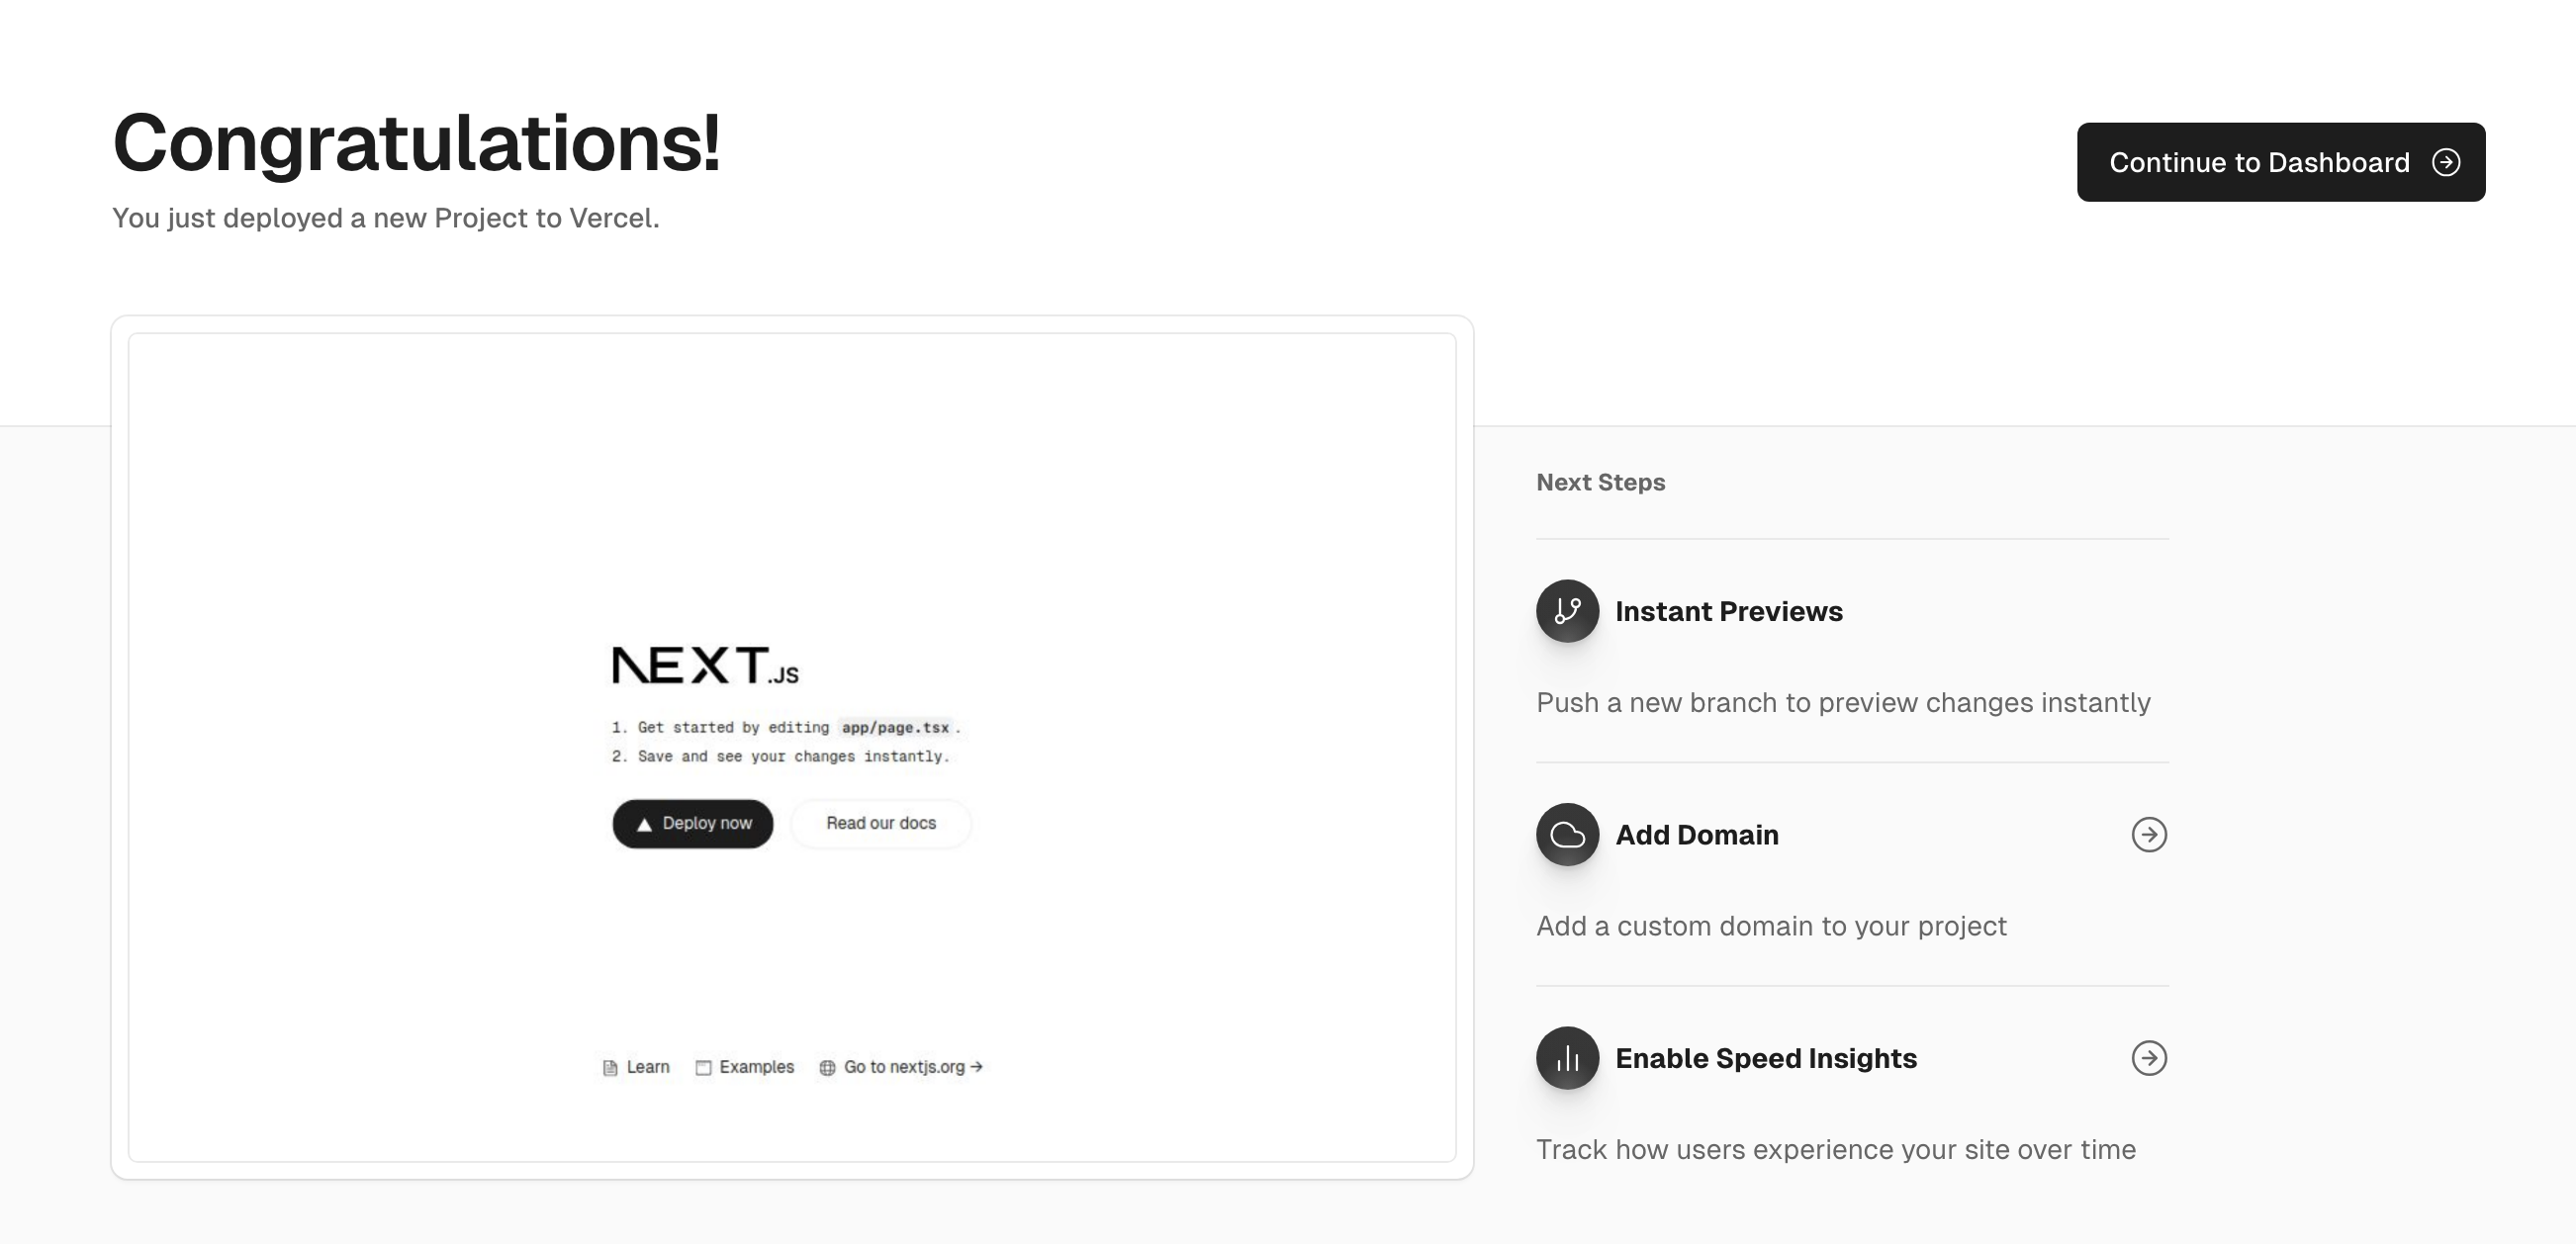 Congratulations!
You just deployed a new Project to Vercel.
Continue to Dashboard
NEXT.JS
1. Get started by editing app/page.tsx.
2. Save and see your changes instantly.
Deploy now
Read our docs
Learn
Examples
Go to nextjs.org →
Next Steps
Instant Previews
Push a new branch to preview changes instantly
Add Domain
Add a custom domain to your project
Enable Speed Insights
Track how users experience your site over time